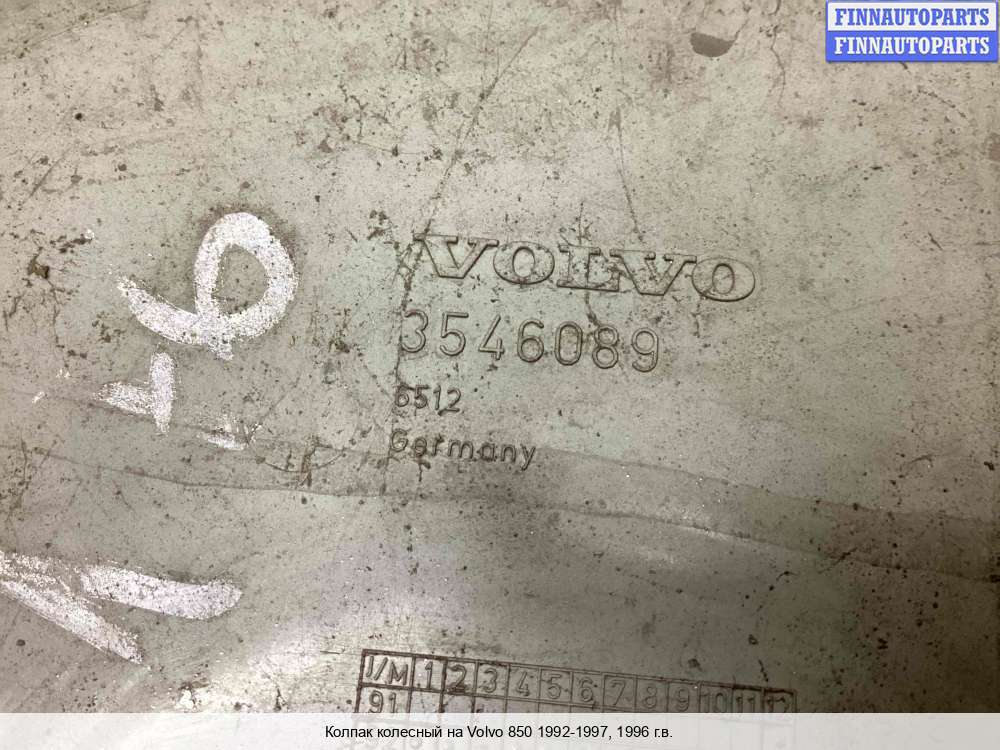 FINNAUTOPARTS
FINNAUTOPARTS
VOLVO
3546089
6512
Germany
J/M 1 2 3 4 5 6 7 8 9 10 11 12
91
Колпак колесный на Volvo 850 1992-1997, 1996 г.в.